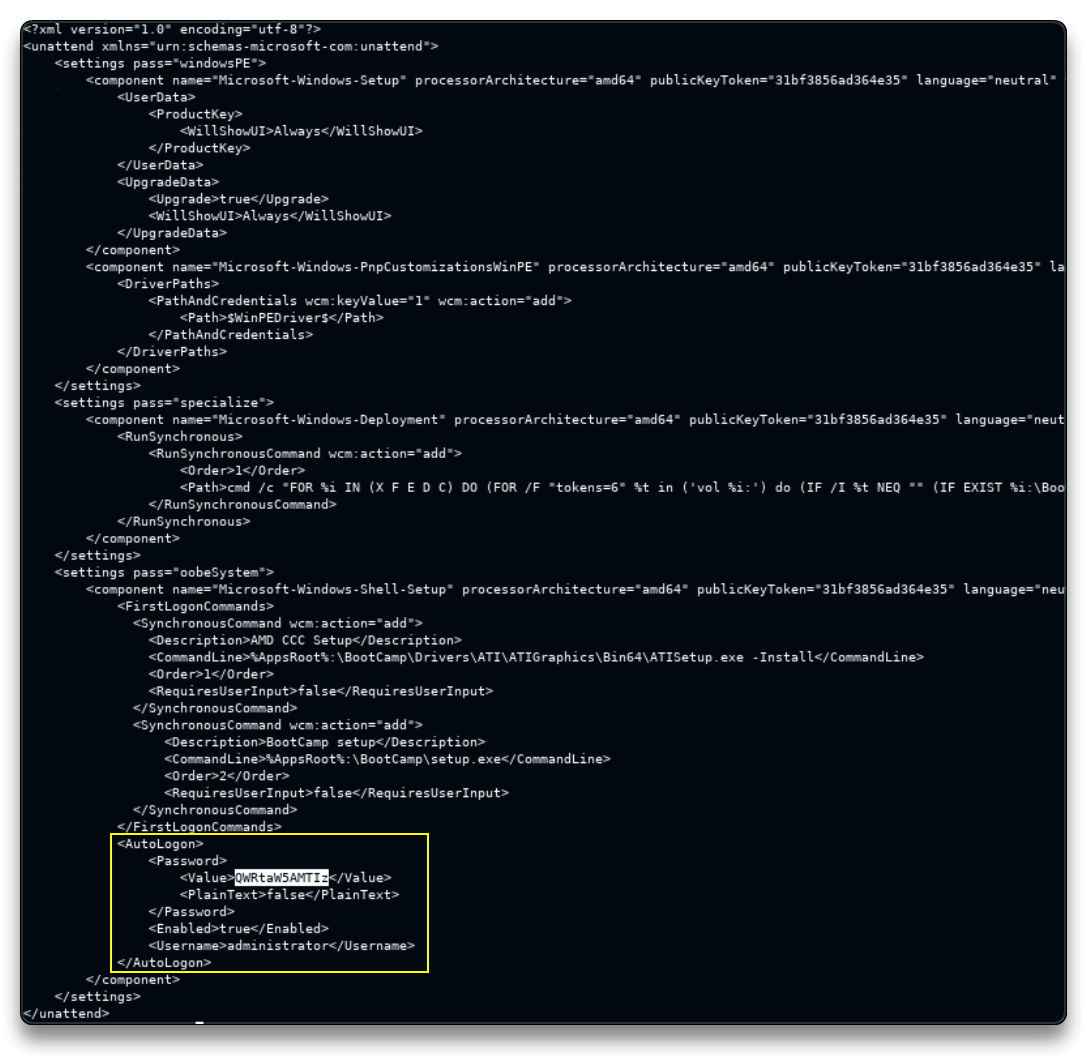 <?xml version="1.0" encoding="utf-8"?>
<unattend xmlns="urn:schemas-microsoft-com:unattend">
<settings pass="windowsPE">
<component name="Microsoft-Windows-Setup" processorArchitecture="amd64" publicKeyToken="31bf3856ad364e35" language="neutral"
<UserData>
<ProductKey>
<WillShowUI>Always</WillShowUI>
</ProductKey>
</UserData>
<UpgradeData>
<Upgrade>true</Upgrade>
<WillShowUI>Always</WillShowUI>
</UpgradeData>
</component>
<component name="Microsoft-Windows-PnpCustomizationsWinPE" processorArchitecture="amd64" publicKeyToken="31bf3856ad364e35" la
<DriverPaths>
<PathAndCredentials wcm:keyValue="1" wcm:action="add">
<Path>$WinPEDriver$</Path>
</PathAndCredentials>
</DriverPaths>
</component>
</settings>
<settings pass="specialize">
<component name="Microsoft-Windows-Deployment" processorArchitecture="amd64" publicKeyToken="31bf3856ad364e35" language="neut
<RunSynchronous>
<RunSynchronousCommand wcm:action="add">
<Order>1</Order>
<Path>cmd /c "FOR %i IN (X F E D C) DO (FOR /F "tokens=6" %t in ('vol %i:') do (IF /I %t NEQ "" (IF EXIST %i:\Boo
</RunSynchronousCommand>
</RunSynchronous>
</component>
</settings>
<settings pass="oobeSystem">
<component name="Microsoft-Windows-Shell-Setup" processorArchitecture="amd64" publicKeyToken="31bf3856ad364e35" language="neu
<FirstLogonCommands>
<SynchronousCommand wcm:action="add">
<Description>AMD CCC Setup</Description>
<CommandLine>%AppsRoot%:\BootCamp\Drivers\ATI\ATIGraphics\Bin64\ATISetup.exe -Install</CommandLine>
<Order>1</Order>
<RequiresUserInput>false</RequiresUserInput>
</SynchronousCommand>
<SynchronousCommand wcm:action="add">
<Description>BootCamp setup</Description>
<CommandLine>%AppsRoot%:\BootCamp\setup.exe</CommandLine>
<Order>2</Order>
<RequiresUserInput>false</RequiresUserInput>
</SynchronousCommand>
</FirstLogonCommands>
<AutoLogon>
<Password>
<Value>QWRtaW5AMTIz</Value>
<PlainText>false</PlainText>
</Password>
<Enabled>true</Enabled>
<Username>administrator</Username>
</AutoLogon>
</component>
</settings>
</unattend>